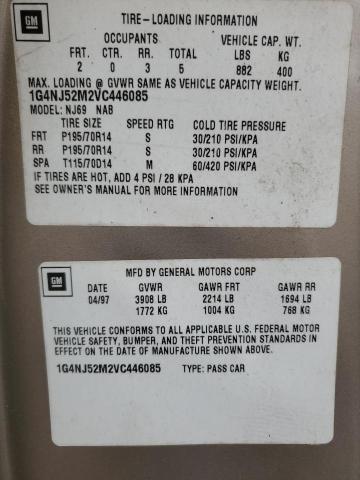 GM
TIRE-LOADING INFORMATION
OCCUPANTS VEHICLE CAP. WT.
FRT. CTR. RR. TOTAL LBS KG
2 0 3 5 882 400
MAX. LOADING @ GVWR SAME AS VEHICLE CAPACITY WEIGHT.
1G4NJ52M2VC446085
MODEL: NJ69 NAB
TIRE SIZE SPEED RTG COLD TIRE PRESSURE
FRT P195/70R14 S 30/210 PSI/KPA
RR P195/70R14 S 30/210 PSI/KPA
SPA T115/70D14 M 60/420 PSI/KPA
IF TIRES ARE HOT, ADD 4 PSI / 28 KPA
SEE OWNER'S MANUAL FOR MORE INFORMATION
GM
MFD BY GENERAL MOTORS CORP
DATE GVWR GAWR FRT GAWR RR
04/97 3908 LB 2214 LB 1694 LB
1772 KG 1004 KG 768 KG
THIS VEHICLE CONFORMS TO ALL APPLICABLE U.S. FEDERAL MOTOR
VEHICLE SAFETY, BUMPER, AND THEFT PREVENTION STANDARDS IN
EFFECT ON THE DATE OF MANUFACTURE SHOWN ABOVE.
1G4NJ52M2VC446085 TYPE: PASS CAR